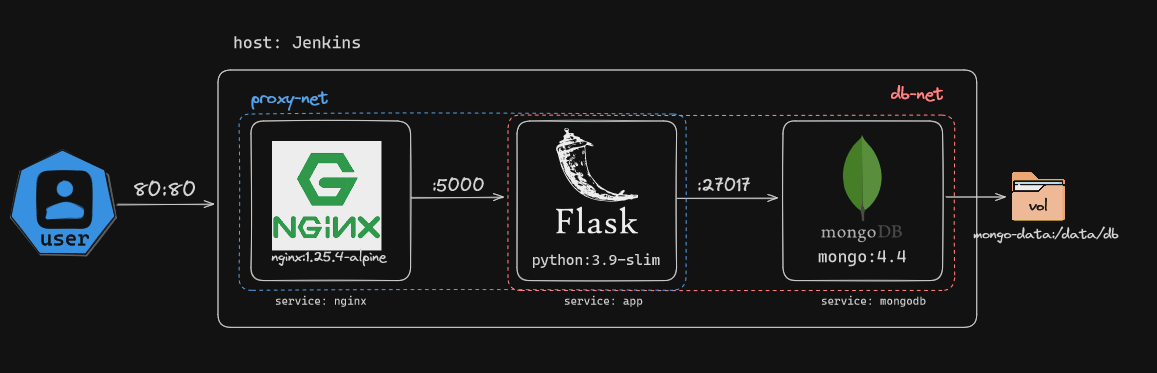 host: Jenkins
proxy-net
db-net
80:80
user
:5000
:27017
NGiNX
nginx:1.25.4-alpine
Flask
python:3.9-slim
mongoDB
mongo:4.4
vol
mongo-data:/data/db
service: nginx
service: app
service: mongodb